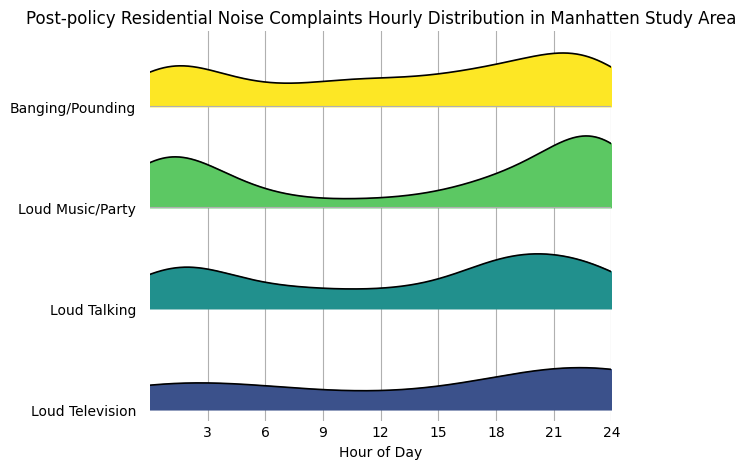 Post-policy Residential Noise Complaints Hourly Distribution in Manhatten Study Area
Banging/Pounding
Loud Music/Party
Loud Talking
Loud Television
3 6 9 12 15 18 21 24
Hour of Day